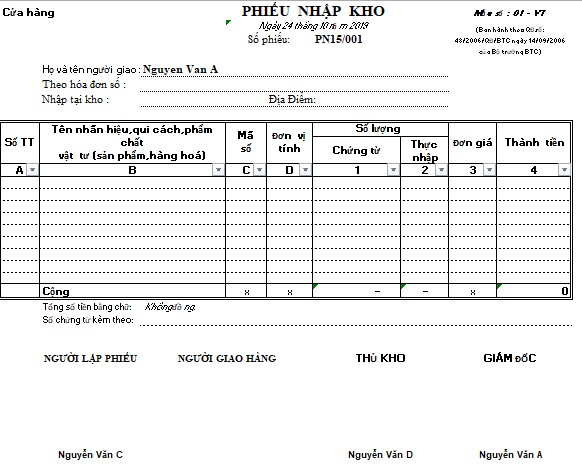 Cửa hàng
PHIẾU NHẬP KHO
Ngày 24 tháng 10 năm 2019
Số phiếu: PN15/001
Mẫu số : 01 - VT
(Ban hành theo QĐ số:
48/2006/QĐ/BTC ngày 14/09/2006
của Bộ trưởng BTC)
Họ và tên người giao : Nguyen Van A
Theo hóa đơn số :
Nhập tại kho : Địa Điểm:
Số TT
Tên nhãn hiệu,qui cách,phẩm
chất
vật tư (sản phẩm,hàng hoá)
Mã
số
Đơn vị
tính
Số lượng
Chứng từ
Thực
nhập
Đơn giá
Thành tiền
A B C D 1 2 3 4
Cộng x x – – x 0
Tổng số tiền bằng chữ: Không đồng.
Số chứng từ kèm theo:
NGƯỜI LẬP PHIẾU NGƯỜI GIAO HÀNG THỦ KHO GIÁM ĐỐC
Nguyễn Văn C Nguyễn Văn D Nguyễn Văn A